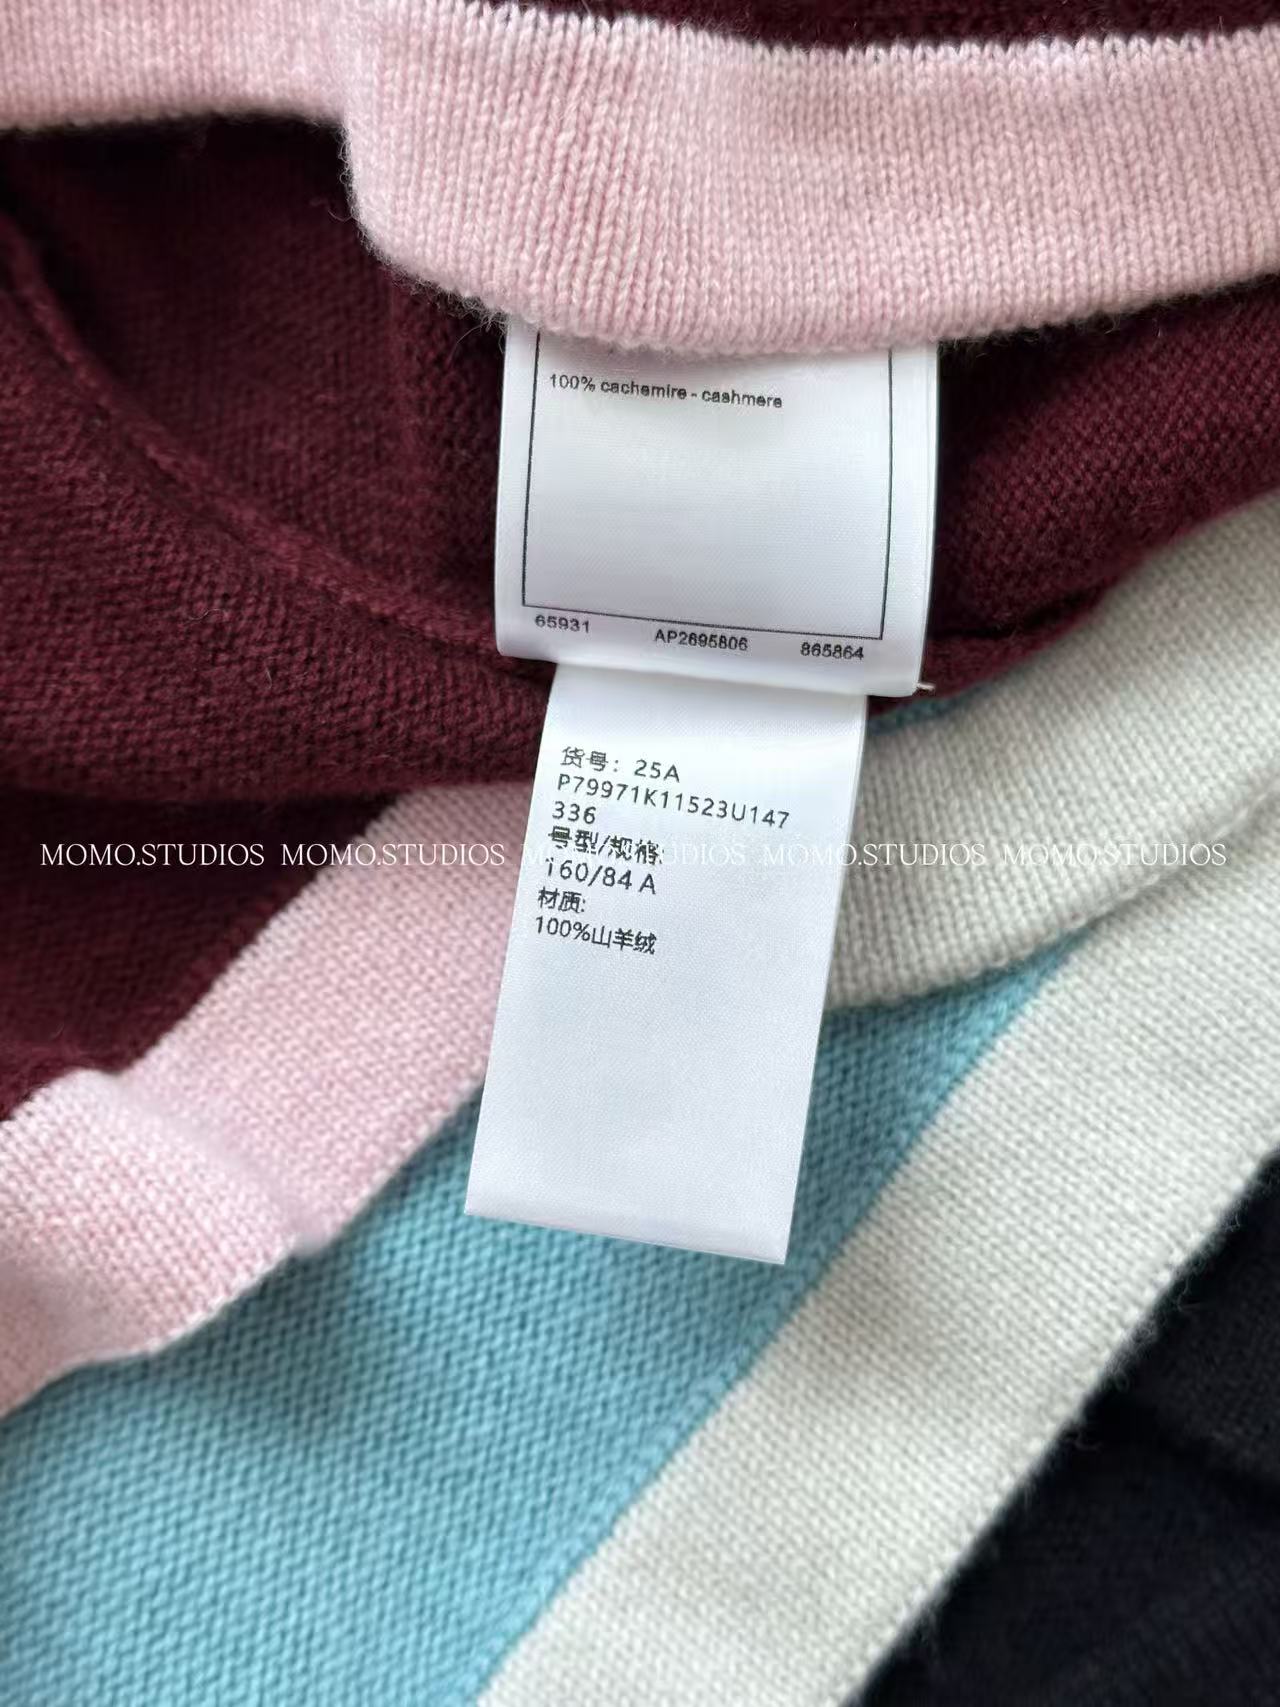 100% cachemire - cashmere
65931 AP2695806 865864
货号: 25A
P79971K11523U147
336
号型/规格:
160/84 A
材质:
100%山羊绒
MOMO.STUDIOS MOMO.STUDIOS MOMO.STUDIOS MOMO.STUDIOS MOMO.STUDIOS